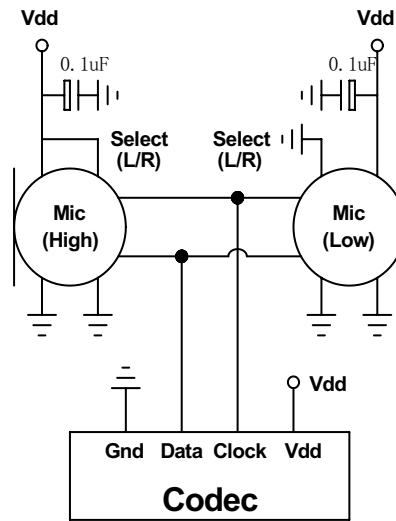 Vdd
Vdd
0.1uF
0.1uF
Select
(L/R)
Select
(L/R)
Mic
(High)
Mic
(Low)
Vdd
Gnd Data Clock Vdd
Codec